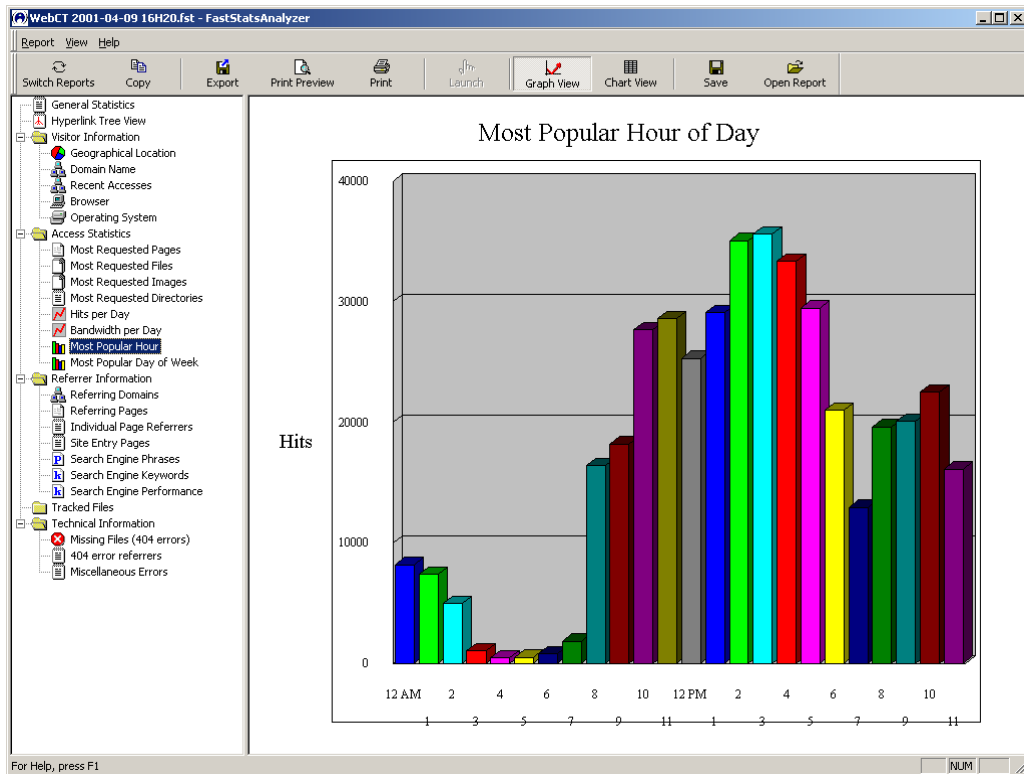 WebCT 2001-04-09 16H20.fst - FastStatsAnalyzer
Report View Help
Switch Reports Copy Export Print Preview Print Launch Graph View Chart View Save Open Report
General Statistics
Hyperlink Tree View
Visitor Information
Geographical Location
Domain Name
Recent Accesses
Browser
Operating System
Access Statistics
Most Requested Pages
Most Requested Files
Most Requested Images
Most Requested Directories
Hits per Day
Bandwidth per Day
Most Popular Hour
Most Popular Day of Week
Referrer Information
Referring Domains
Referring Pages
Individual Page Referrers
Site Entry Pages
Search Engine Phrases
Search Engine Keywords
Search Engine Performance
Tracked Files
Technical Information
Missing Files (404 errors)
404 error referrers
Miscellaneous Errors
Most Popular Hour of Day
40000
30000
20000
Hits
10000
0
12 AM 2 4 6 8 10 12 PM 2 4 6 8 10
1 3 5 7 9 11 1 3 5 7 9 11
For Help, press F1 NUM